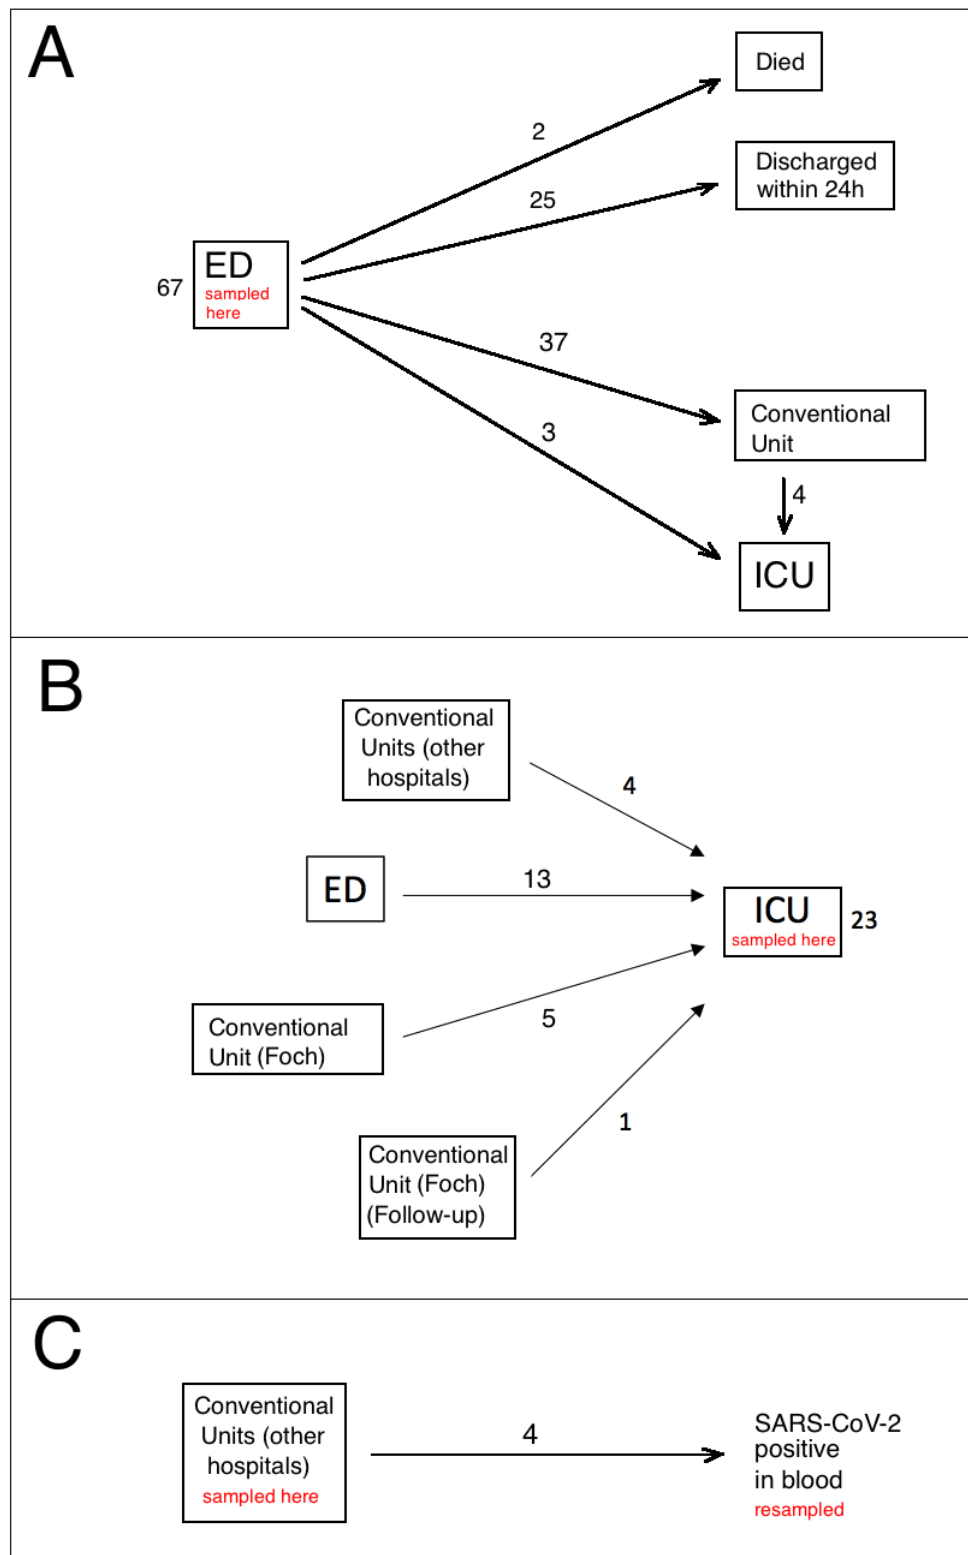 A
Died
2
Discharged
within 24h
25
67
ED
sampled
here
37
Conventional
Unit
3
4
ICU
B
Conventional
Units (other
hospitals)
4
ED
13
ICU
sampled here
23
Conventional
Unit (Foch)
5
1
Conventional
Unit (Foch)
(Follow-up)
C
Conventional
Units (other
hospitals)
sampled here
4
SARS-CoV-2
positive
in blood
resampled